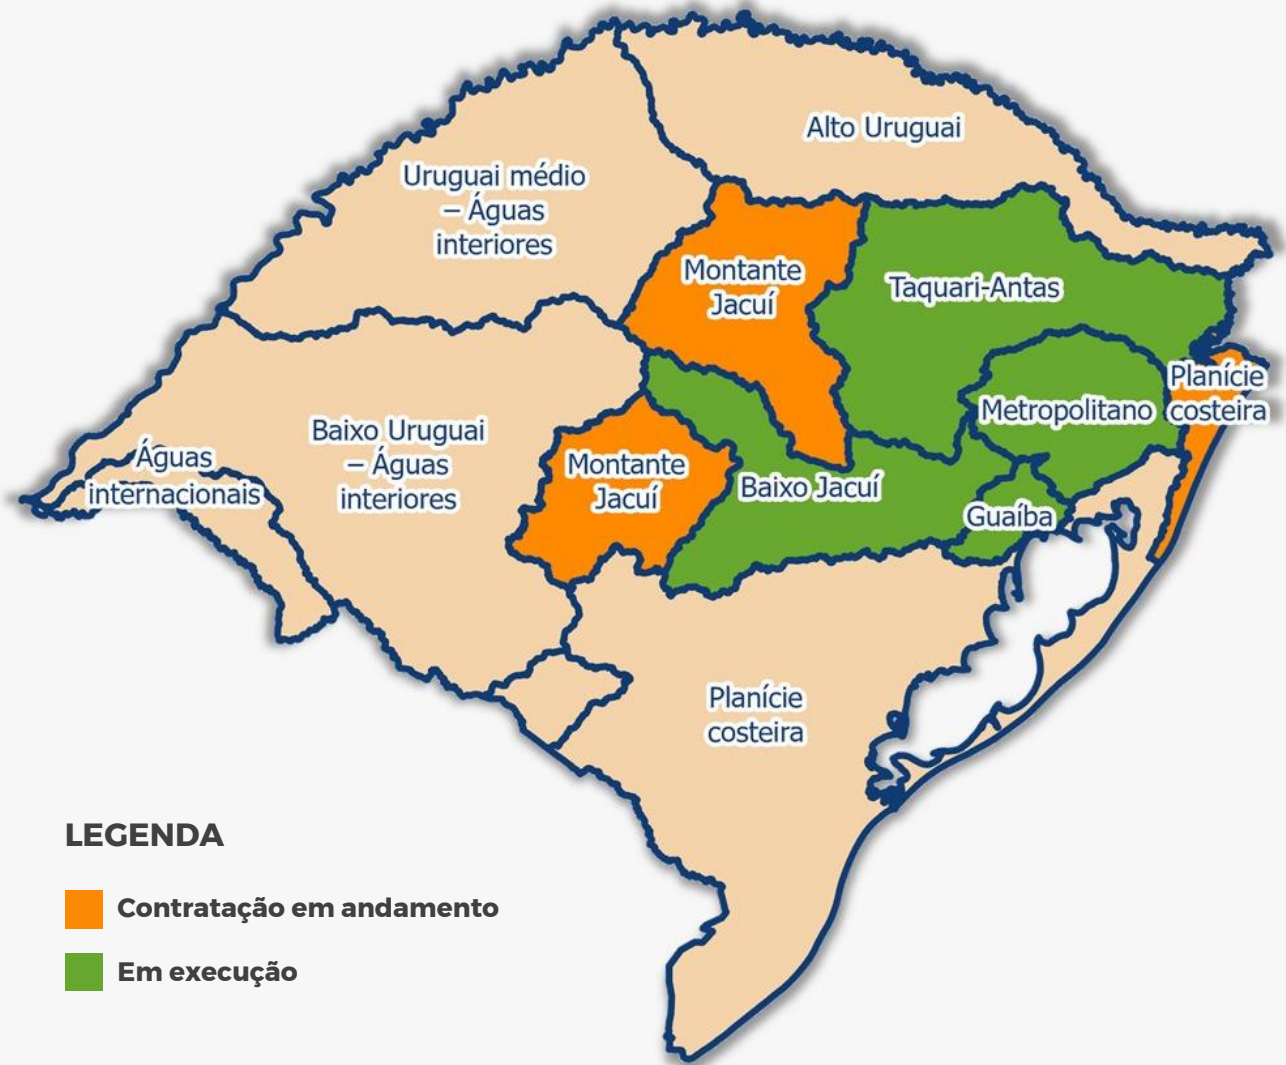 Alto Uruguai
Uruguai médio
– Águas
interiores
Montante
Jacuí
Taquari-Antas
Planície
costeira
Metropolitano
Baixo Uruguai
– Águas
interiores
Águas
internacionais
Montante
Jacuí
Baixo Jacuí
Guaíba
Planície
costeira
LEGENDA
Contratação em andamento
Em execução